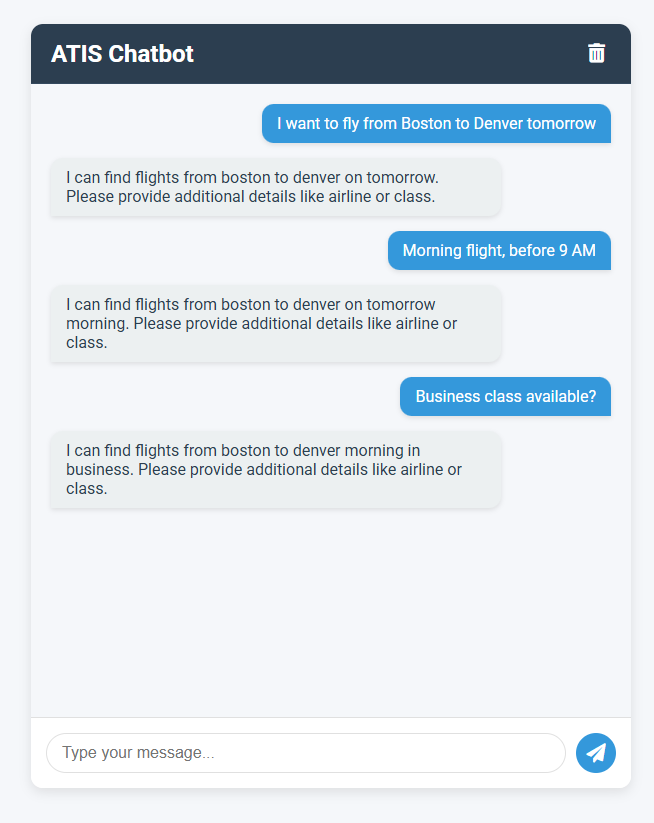 ATIS Chatbot
I want to fly from Boston to Denver tomorrow
I can find flights from boston to denver on tomorrow.
Please provide additional details like airline or class.
Morning flight, before 9 AM
I can find flights from boston to denver on tomorrow
morning. Please provide additional details like airline or
class.
Business class available?
I can find flights from boston to denver morning in
business. Please provide additional details like airline or
class.
Type your message...